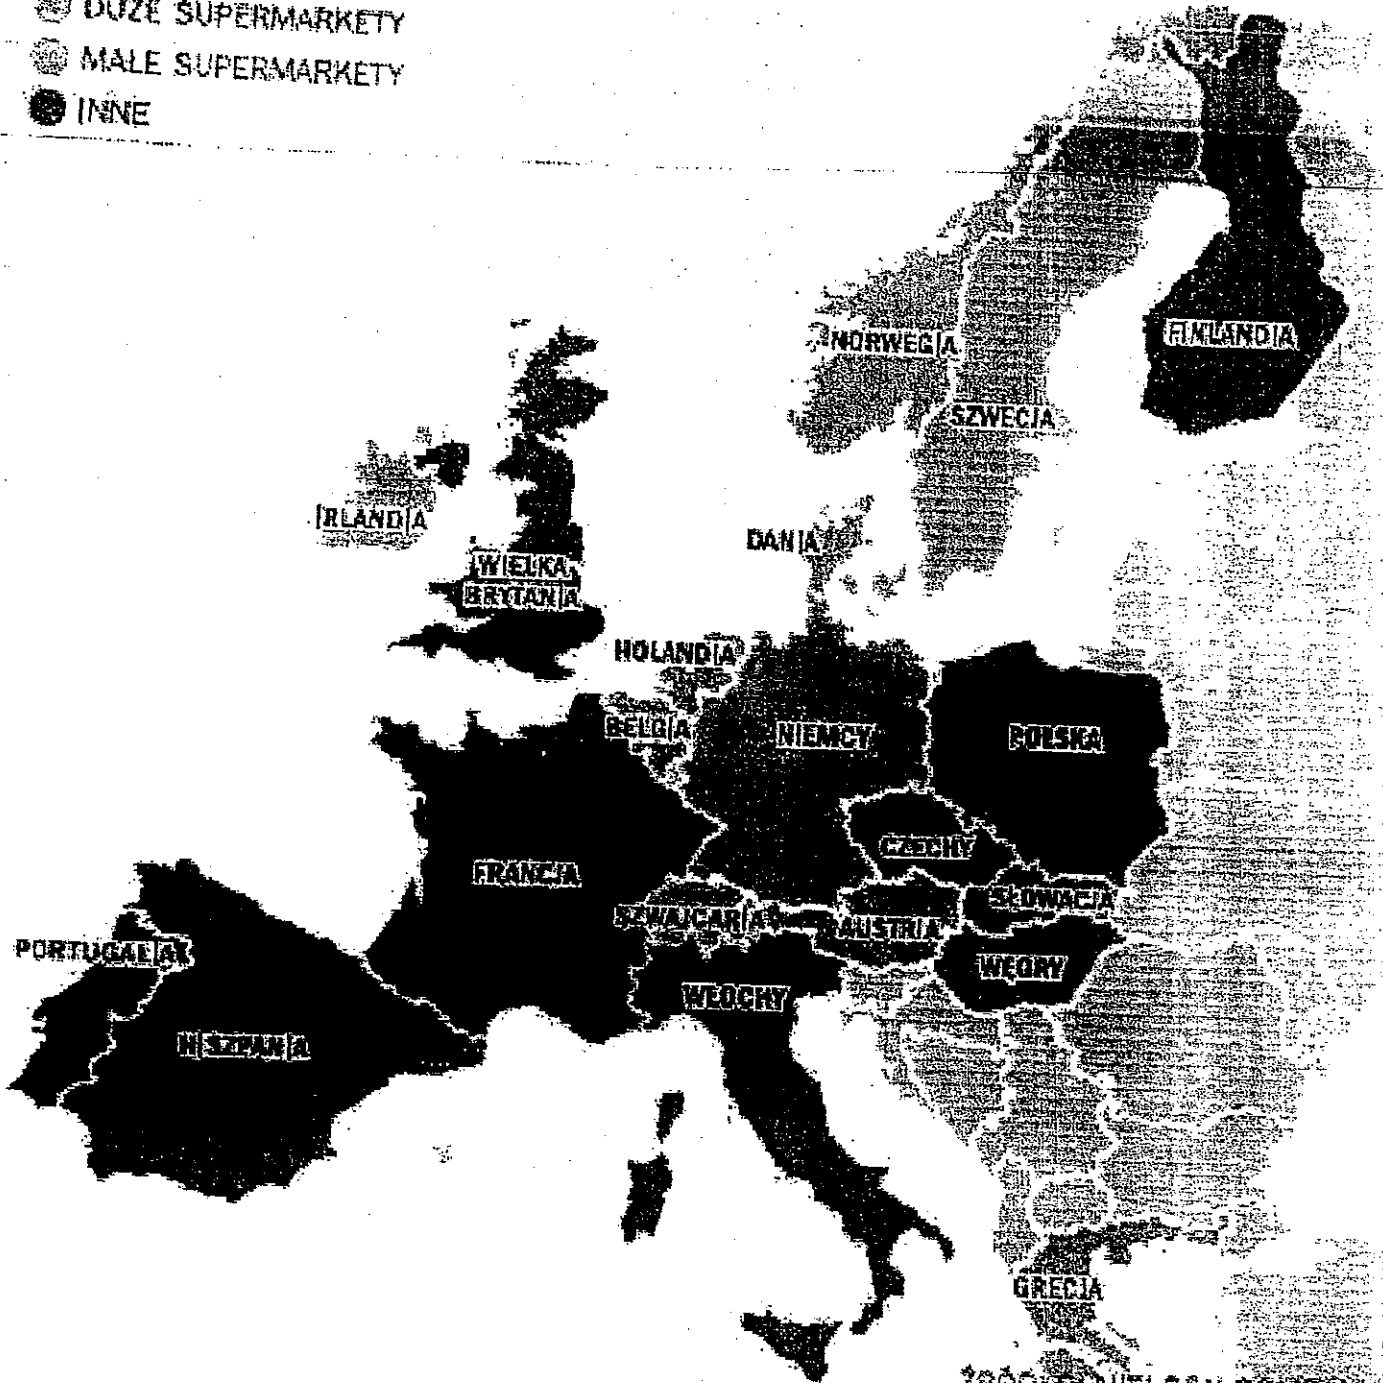 DUŻE SUPERMARKETY
MAŁE SUPERMARKETY
INNE
FINLANDIA
NORWEGIA
SZWECJA
IRLANDIA
DANIA
WIELKA
BRYTANIA
HOLANDIA
BELGIA
NIEMCY
POLSKA
CZECHY
FRANCJA
SŁOWACJA
SZWAJCARIA
AUSTRIA
PORTUGALIA
WĘGRY
WŁOCHY
HISZPANIA
GRECJA